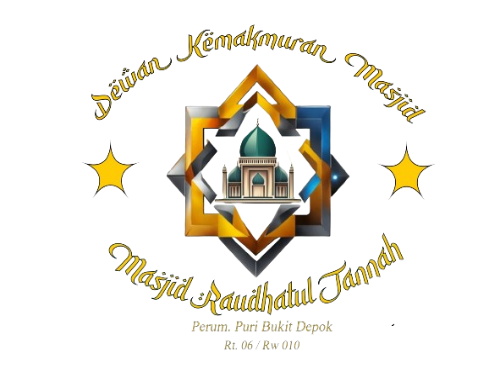 Dewan Kemakmuran Masjid
Masjid Raudhatul Jannah
Perum. Puri Bukit Depok
Rt. 06 / Rw 010